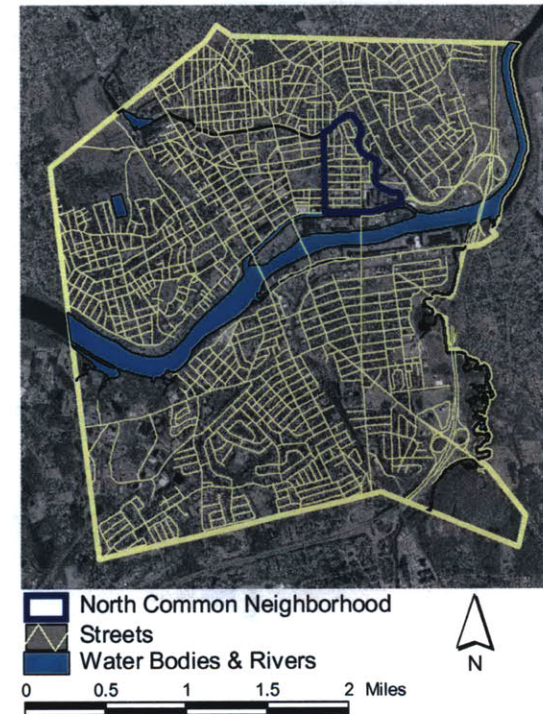 North Common Neighborhood
Streets
Water Bodies & Rivers
N
0 0.5 1 1.5 2 Miles